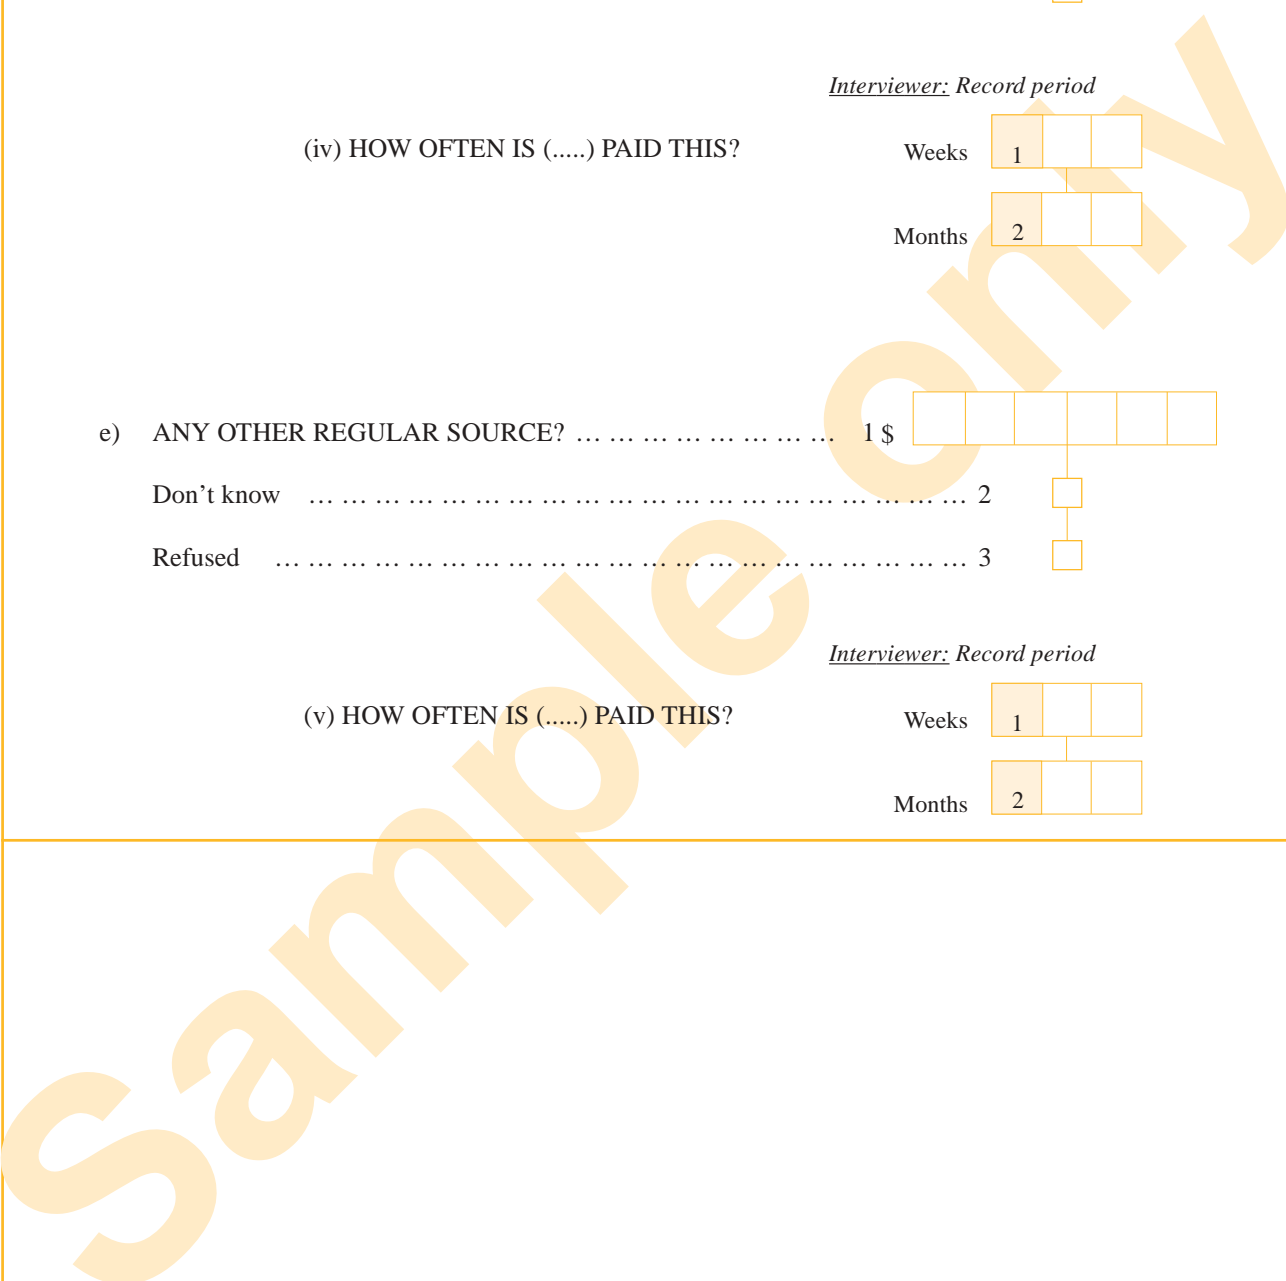 Interviewer: Record period
(iv) HOW OFTEN IS (.....) PAID THIS? Weeks 1
Months 2
e) ANY OTHER REGULAR SOURCE? … … … … … … … … 1 $
Don’t know … … … … … … … … … … … … … … … … … … … … 2
Refused … … … … … … … … … … … … … … … … … … … … … 3
Interviewer: Record period
(v) HOW OFTEN IS (.....) PAID THIS? Weeks 1
Months 2
Sample only